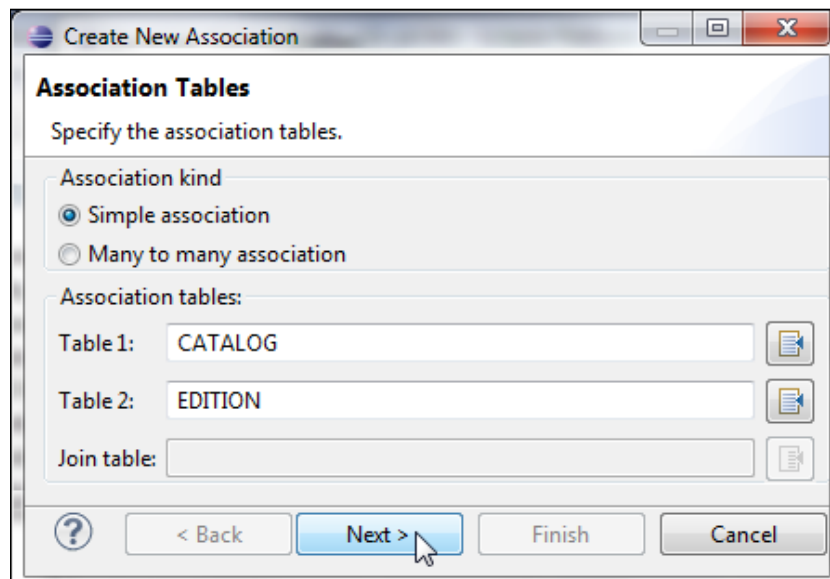 Create New Association
Association Tables
Specify the association tables.
Association kind
Simple association
Many to many association
Association tables:
Table 1: CATALOG
Table 2: EDITION
Join table:
? < Back Next > Finish Cancel